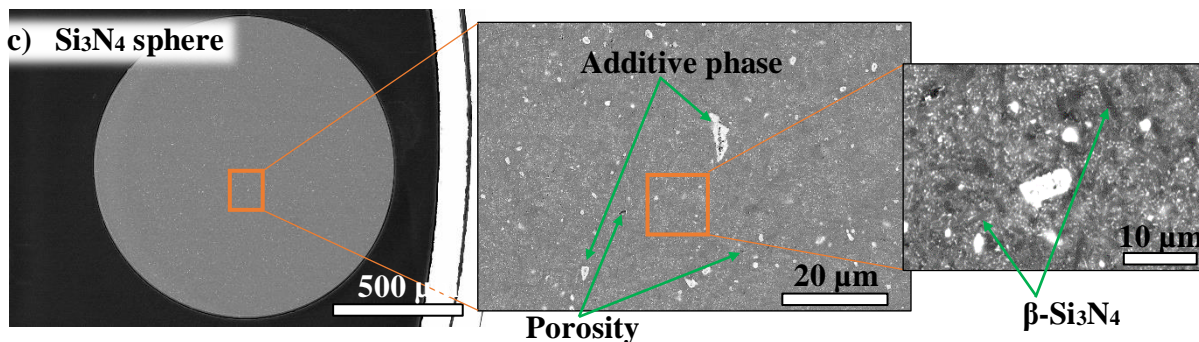 c) Si₃N₄ sphere
500 μ
Additive phase
20 μm
Porosity
10 μm
β-Si₃N₄